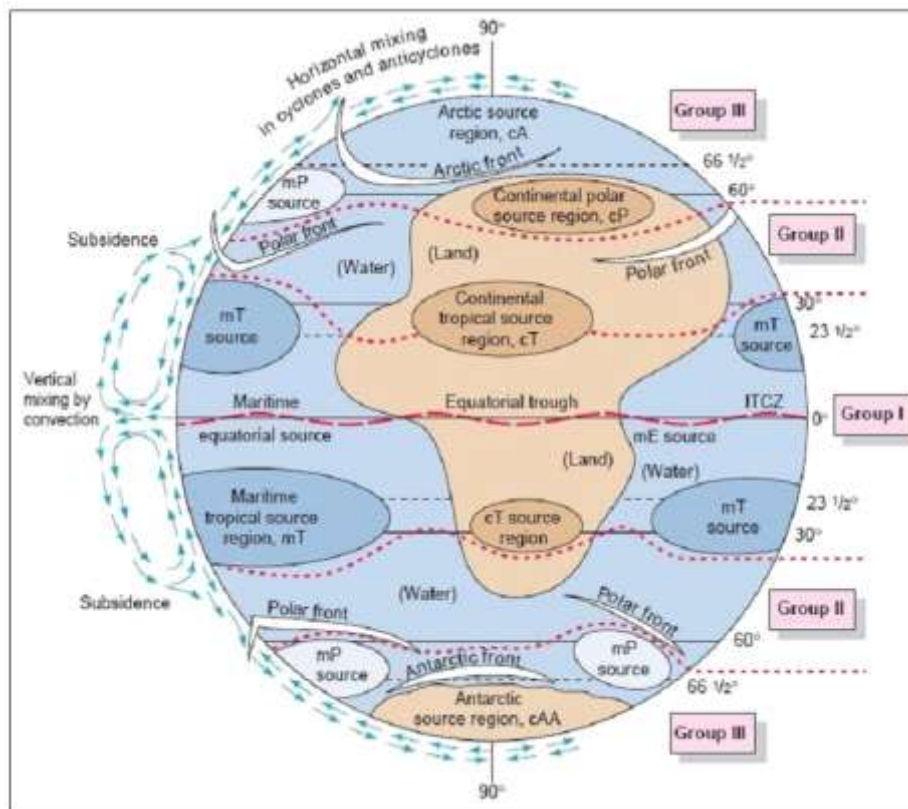 90°
Horizontal mixing
in cyclones and anticyclones
Group III
Arctic source
region, cA
66 1/2°
Arctic front
mP
source
60°
Continental polar
source region, cP
Group II
Subsidence
Polar front
(Water)
(Land)
Polar front
30°
mT
source
Continental
tropical source
region, cT
mT
source
23 1/2°
Vertical
mixing by
convection
Maritime
Equatorial trough
ITCZ
0°
Group I
equatorial source
mE source
(Land)
(Water)
Maritime
tropical source
region, mT
cT source
region
mT
source
23 1/2°
30°
Subsidence
(Water)
Polar front
Polar front
Group II
60°
mP
source
Antarctic front
mP
source
66 1/2°
Antarctic
source region, cAA
Group III
90°